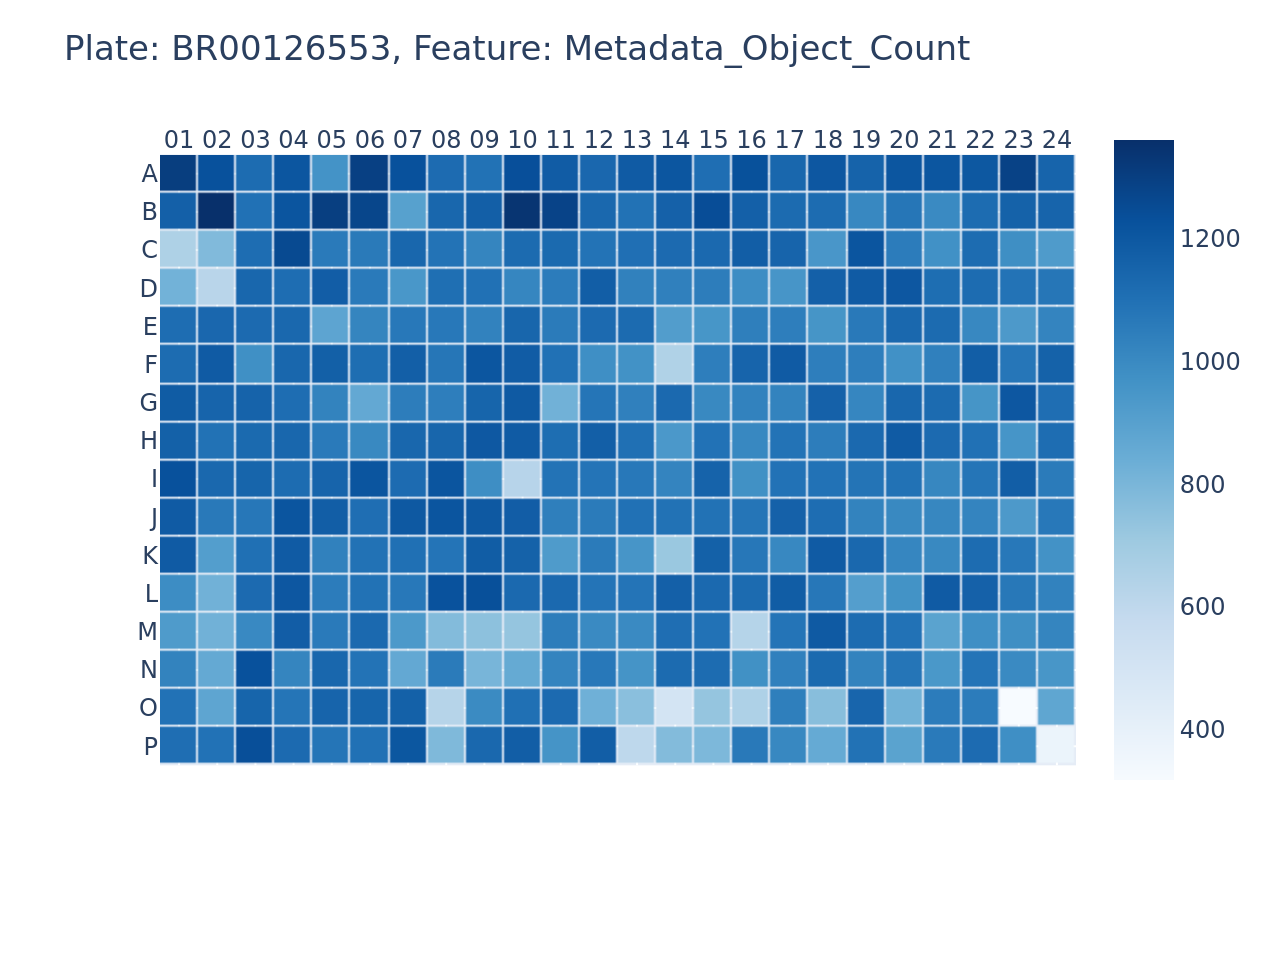 Plate: BR00126553, Feature: Metadata_Object_Count
01 02 03 04 05 06 07 08 09 10 11 12 13 14 15 16 17 18 19 20 21 22 23 24
A
B
C
D
E
F
G
H
I
J
K
L
M
N
O
P
1200
1000
800
600
400